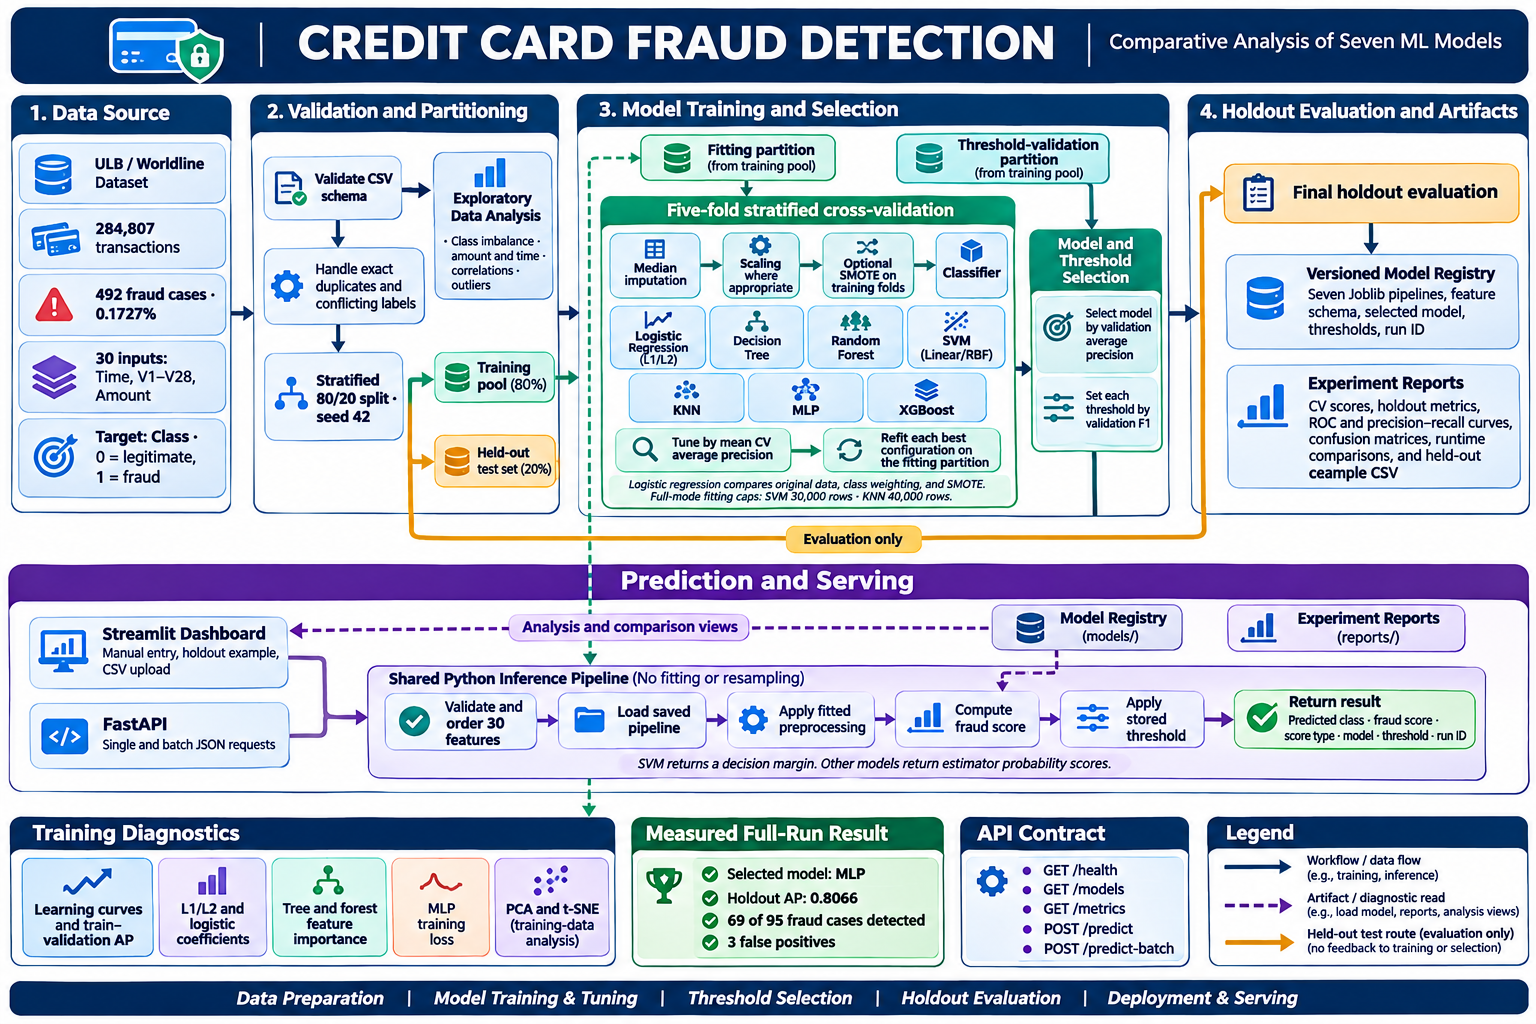 CREDIT CARD FRAUD DETECTION
Comparative Analysis of Seven ML Models
1. Data Source
ULB / Worldline
Dataset
284,807
transactions
492 fraud cases ·
0.1727%
30 inputs:
Time, V1–V28,
Amount
Target: Class ·
0 = legitimate,
1 = fraud
2. Validation and Partitioning
Validate CSV
schema
Exploratory
Data Analysis
· Class imbalance ·
amount and time ·
correlations ·
outliers
Handle exact
duplicates and
conflicting labels
Stratified
80/20 split ·
seed 42
Training
pool (80%)
Held-out
test set (20%)
3. Model Training and Selection
Fitting partition
(from training pool)
Threshold-validation
partition
(from training pool)
Five-fold stratified cross-validation
Median
imputation
Scaling
where
appropriate
Optional
SMOTE on
training folds
Classifier
Logistic
Regression
(L1/L2)
Decision
Tree
Random
Forest
SVM
(Linear/RBF)
KNN
MLP
XGBoost
Tune by mean CV
average precision
Refit each best
configuration on
the fitting partition
Logistic regression compares original data, class weighting, and SMOTE.
Full-mode fitting caps: SVM 30,000 rows · KNN 40,000 rows.
Model and
Threshold
Selection
Select model
by validation
average
precision
Set each
threshold by
validation F1
4. Holdout Evaluation and Artifacts
Final holdout evaluation
Versioned Model Registry
Seven Joblib pipelines, feature
schema, selected model,
thresholds, run ID
Experiment Reports
CV scores, holdout metrics,
ROC and precision–recall curves,
confusion matrices, runtime
comparisons, and held-out
ceample CSV
Evaluation only
Prediction and Serving
Streamlit Dashboard
Manual entry, holdout example,
CSV upload
FastAPI
Single and batch JSON requests
Analysis and comparison views
Model Registry
(models/)
Experiment Reports
(reports/)
Shared Python Inference Pipeline (No fitting or resampling)
Validate and
order 30
features
Load saved
pipeline
Apply fitted
preprocessing
Compute
fraud score
Apply
stored
threshold
Return result
Predicted class · fraud score ·
score type · model · threshold · run ID
SVM returns a decision margin. Other models return estimator probability scores.
Training Diagnostics
Learning curves
and train–
validation AP
L1/L2 and
logistic
coefficients
Tree and forest
feature
importance
MLP
training
loss
PCA and t-SNE
(training-data
analysis)
Measured Full-Run Result
Selected model: MLP
Holdout AP: 0.8066
69 of 95 fraud cases detected
3 false positives
API Contract
GET /health
GET /models
GET /metrics
POST /predict
POST /predict-batch
Legend
Workflow / data flow
(e.g., training, inference)
Artifact / diagnostic read
(e.g., load model, reports, analysis views)
Held-out test route (evaluation only)
(no feedback to training or selection)
Data Preparation | Model Training & Tuning | Threshold Selection | Holdout Evaluation | Deployment & Serving